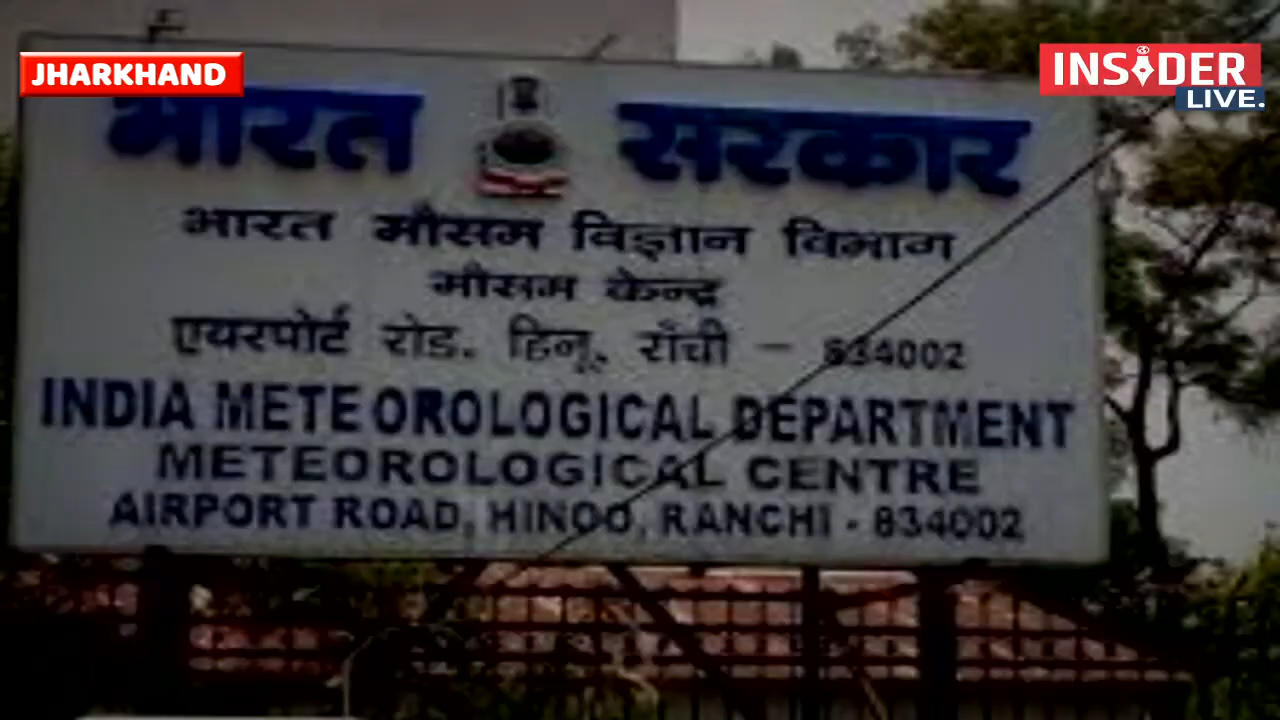 JHARKHAND
INSIDER
LIVE.
भारत सरकार
भारत मौसम विज्ञान विभाग
मौसम केन्द्र
एयरपोर्ट रोड. हिनू. राँची - 834002
INDIA METEOROLOGICAL DEPARTMENT
METEOROLOGICAL CENTRE
AIRPORT ROAD, HINOO, RANCHI - 834002